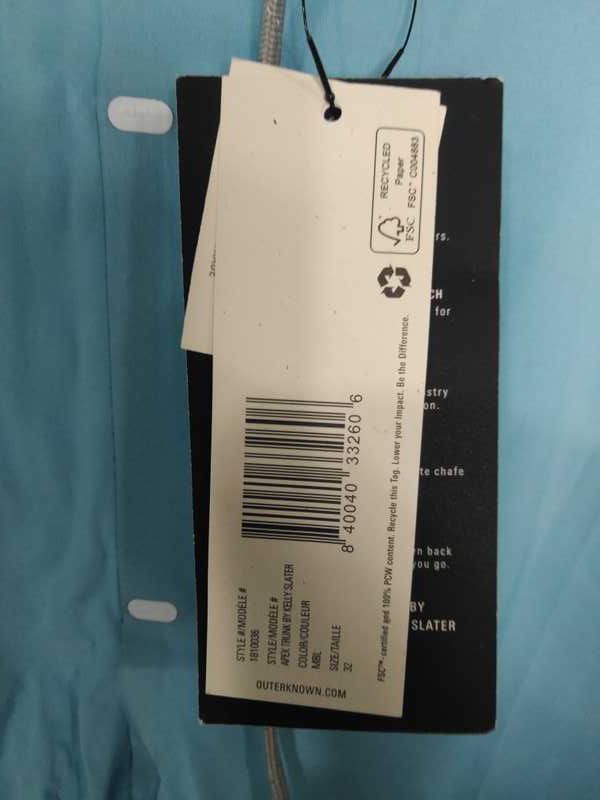 RECYCLED
Paper
FSC™ C004883
FSC
FSC™ certified and 100% PCW content. Recycle this Tag. Lower your Impact. Be the Difference.
8 40040 33260 6
STYLE #/MODÈLE #
1810036
STYLE/MODÈLE #
APEX TRUNK BY KELLY SLATER
COLOR/COULEUR
MBL
SIZE/TAILLE
32
OUTERKNOWN.COM
rs.
CH
for
stry
on.
te chafe
n back
you go.
BY
SLATER